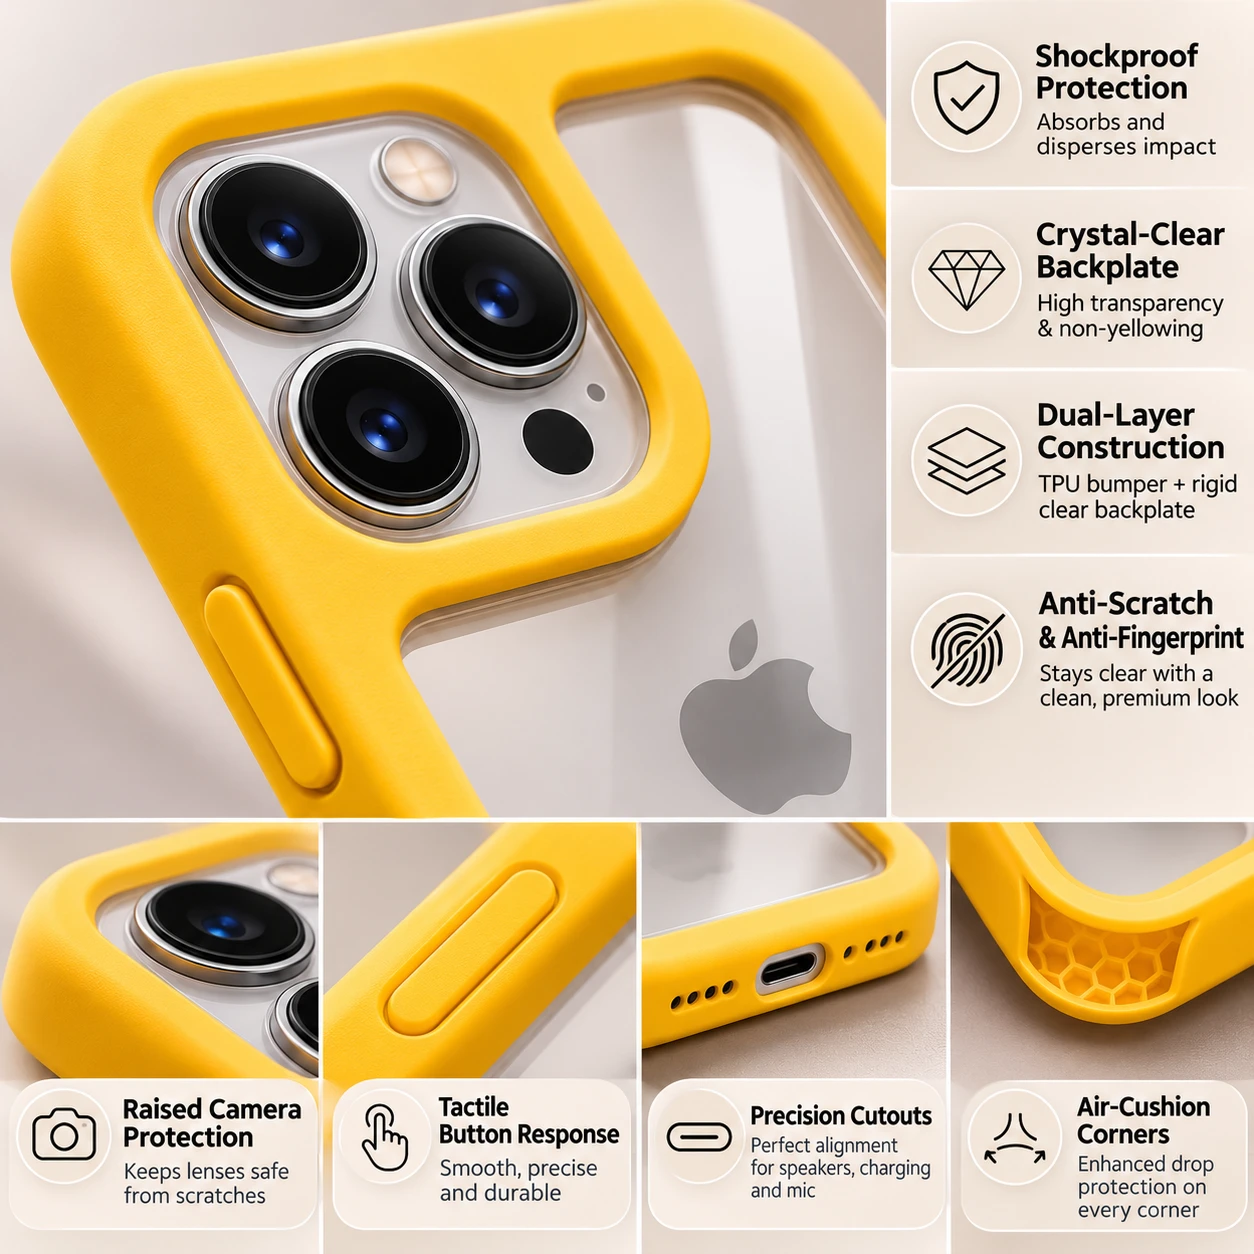 Shockproof
Protection
Absorbs and
disperses impact
Crystal-Clear
Backplate
High transparency
& non-yellowing
Dual-Layer
Construction
TPU bumper + rigid
clear backplate
Anti-Scratch
& Anti-Fingerprint
Stays clear with a
clean, premium look
Raised Camera
Protection
Keeps lenses safe
from scratches
Tactile
Button Response
Smooth, precise
and durable
Precision Cutouts
Perfect alignment
for speakers, charging
and mic
Air-Cushion
Corners
Enhanced drop
protection on
every corner